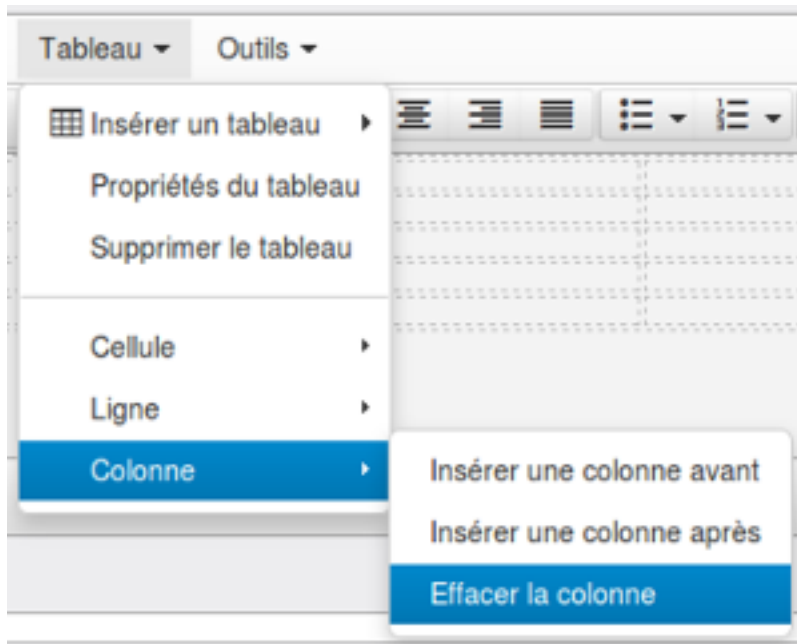 Tableau Outils
Insérer un tableau
Propriétés du tableau
Supprimer le tableau
Cellule
Ligne
Colonne
Insérer une colonne avant
Insérer une colonne après
Effacer la colonne